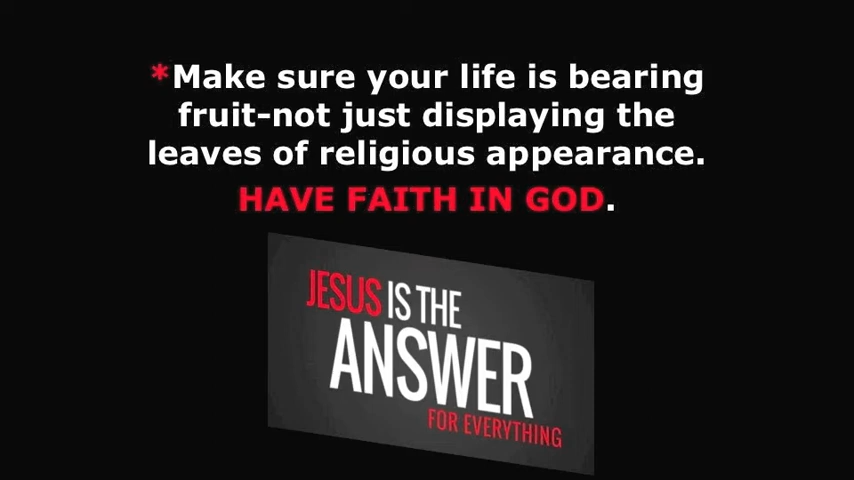 *Make sure your life is bearing
fruit-not just displaying the
leaves of religious appearance.
HAVE FAITH IN GOD.
JESUS IS THE
ANSWER
FOR EVERYTHING